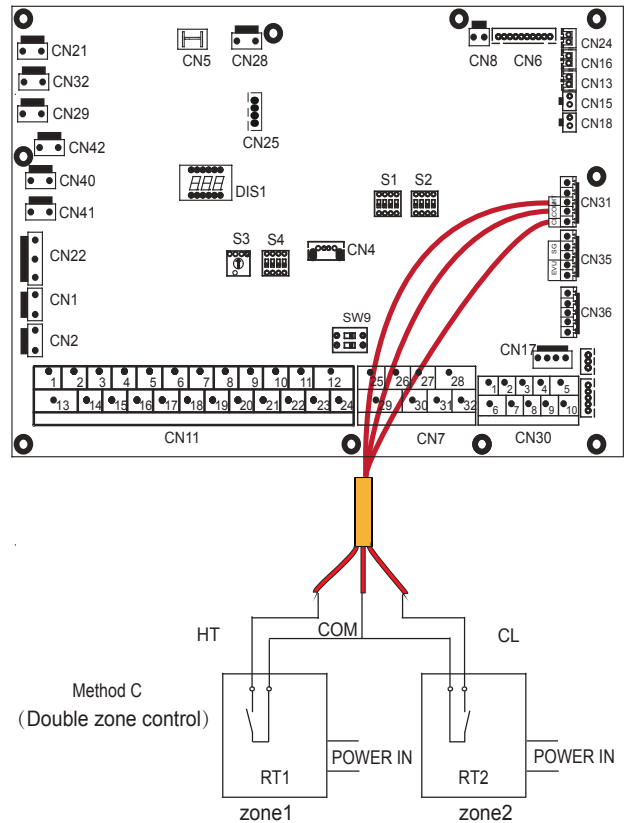 CN21
CN5
CN28
CN8
CN6
CN24
CN16
CN32
CN13
CN29
CN15
CN25
CN18
CN42
CN40
DIS1
S1
S2
CN41
CN31
S3
S4
CN4
SG
EVU
CN35
CN22
CN1
CN36
SW9
CN17
CN2
1 2 3 4 5 6 7 8 9 10 11 12
25 26 27 28
1 2 3 4 5
13 14 15 16 17 18 19 20 21 22 23 24
29 30 31 32
6 7 8 9 10
CN11
CN7
CN30
HT
COM
CL
Method C
(Double zone control)
POWER IN
POWER IN
RT1
RT2
zone1
zone2